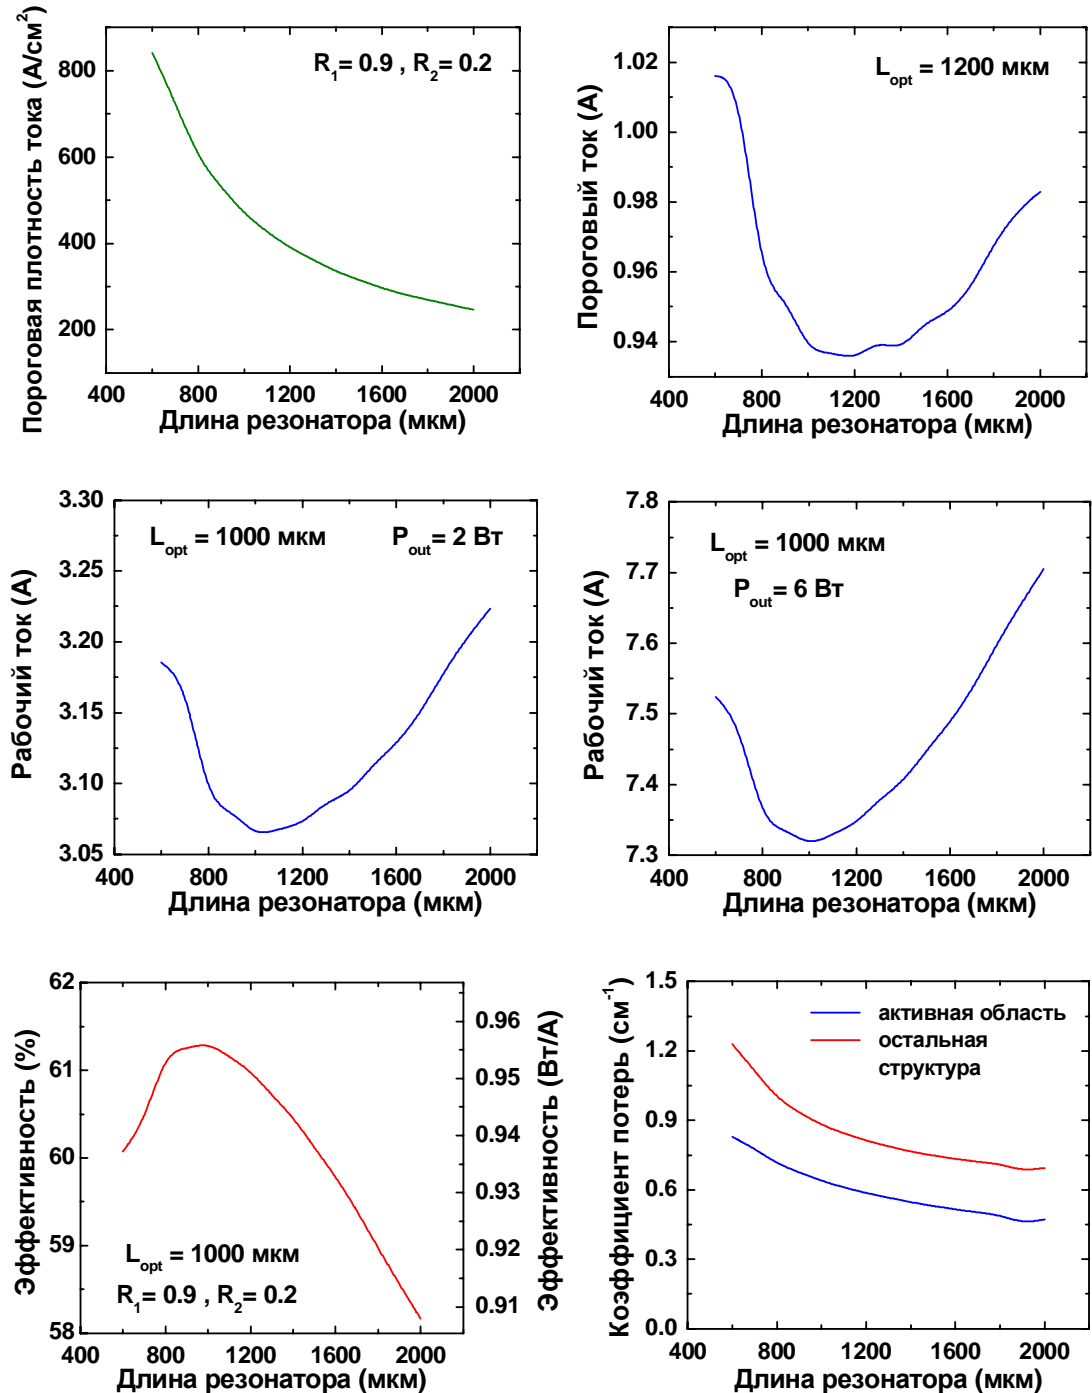 Пороговая плотность тока (А/см²)
800
600
400
200
R₁= 0.9 , R₂= 0.2
400 800 1200 1600 2000
Длина резонатора (мкм)
Пороговый ток (А)
1.02
1.00
0.98
0.96
0.94
L_opt = 1200 мкм
400 800 1200 1600 2000
Длина резонатора (мкм)
Рабочий ток (А)
3.30
3.25
3.20
3.15
3.10
3.05
L_opt = 1000 мкм P_out= 2 Вт
400 800 1200 1600 2000
Длина резонатора (мкм)
Рабочий ток (А)
7.8
7.7
7.6
7.5
7.4
7.3
L_opt = 1000 мкм
P_out= 6 Вт
400 800 1200 1600 2000
Длина резонатора (мкм)
Эффективность (%)
62
61
60
59
58
L_opt = 1000 мкм
R₁= 0.9 , R₂= 0.2
0.96
0.95
0.94
0.93
0.92
0.91
Эффективность (Вт/А)
400 800 1200 1600 2000
Длина резонатора (мкм)
Коэффициент потерь (см⁻¹)
1.5
1.2
0.9
0.6
0.3
0.0
активная область
остальная
структура
400 800 1200 1600 2000
Длина резонатора (мкм)